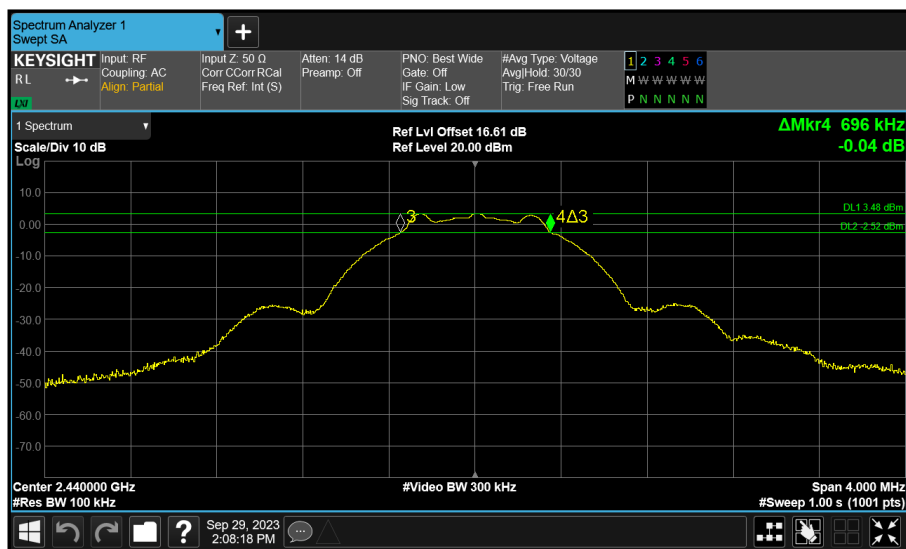 Spectrum Analyzer 1
Swept SA
KEYSIGHT
R L
LXI
Input: RF
Coupling: AC
Align: Partial
Input Z: 50 Ω
Corr CCorr RCal
Freq Ref: Int (S)
Atten: 14 dB
Preamp: Off
PNO: Best Wide
Gate: Off
IF Gain: Low
Sig Track: Off
#Avg Type: Voltage
Avg|Hold: 30/30
Trig: Free Run
1 2 3 4 5 6
M W W W W W
P N N N N N
1 Spectrum
Scale/Div 10 dB
Log
Ref Lvl Offset 16.61 dB
Ref Level 20.00 dBm
ΔMkr4 696 kHz
-0.04 dB
10.0
0.00
-10.0
-20.0
-30.0
-40.0
-50.0
-60.0
-70.0
3
4Δ3
DL1 3.48 dBm
DL2 -2.52 dBm
Center 2.440000 GHz
#Res BW 100 kHz
#Video BW 300 kHz
Span 4.000 MHz
#Sweep 1.00 s (1001 pts)
?
Sep 29, 2023
2:08:18 PM